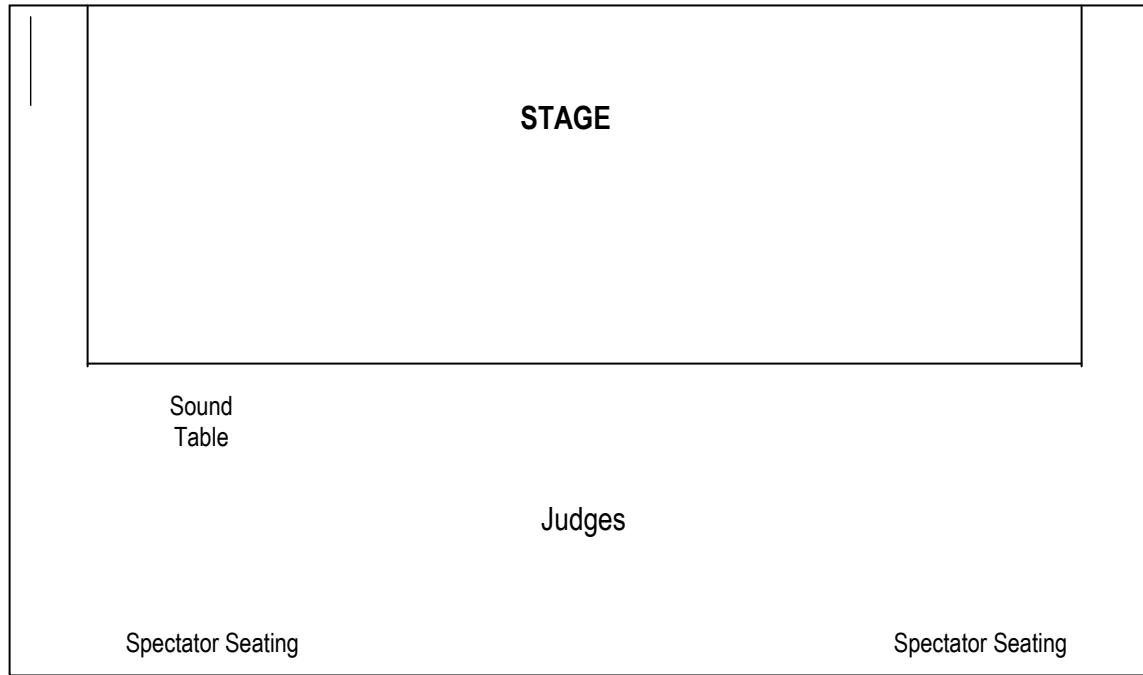 STAGE
Sound
Table
Judges
Spectator Seating
Spectator Seating